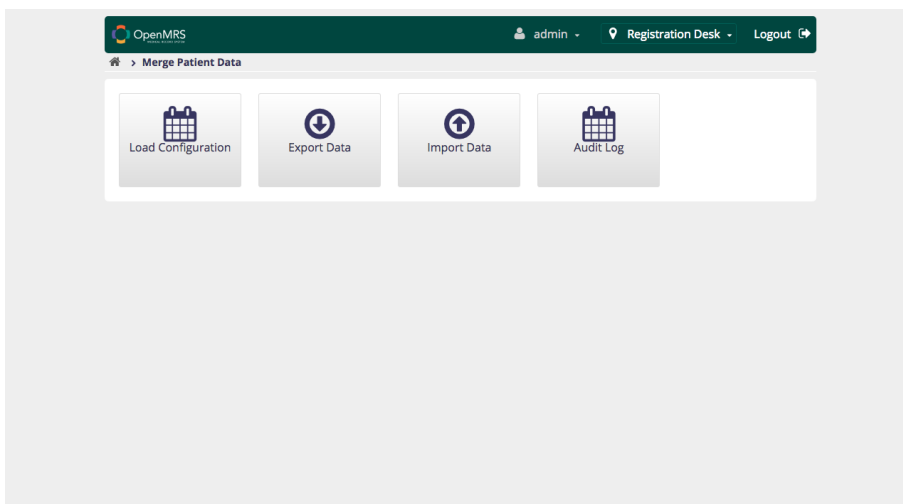 OpenMRS
admin
Registration Desk
Logout
> Merge Patient Data
Load Configuration
Export Data
Import Data
Audit Log